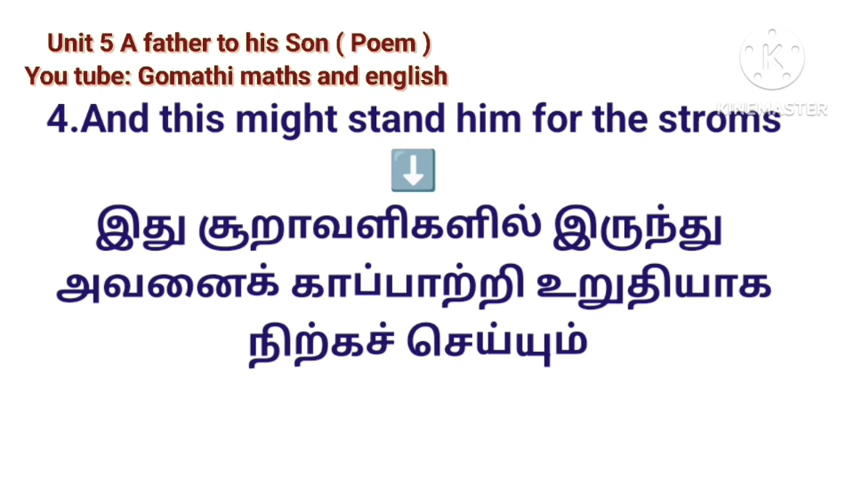 Unit 5 A father to his Son ( Poem )
You tube: Gomathi maths and english
KINEMASTER
4.And this might stand him for the stroms
இது சூறாவளிகளில் இருந்து
அவனைக் காப்பாற்றி உறுதியாக
நிற்கச் செய்யும்